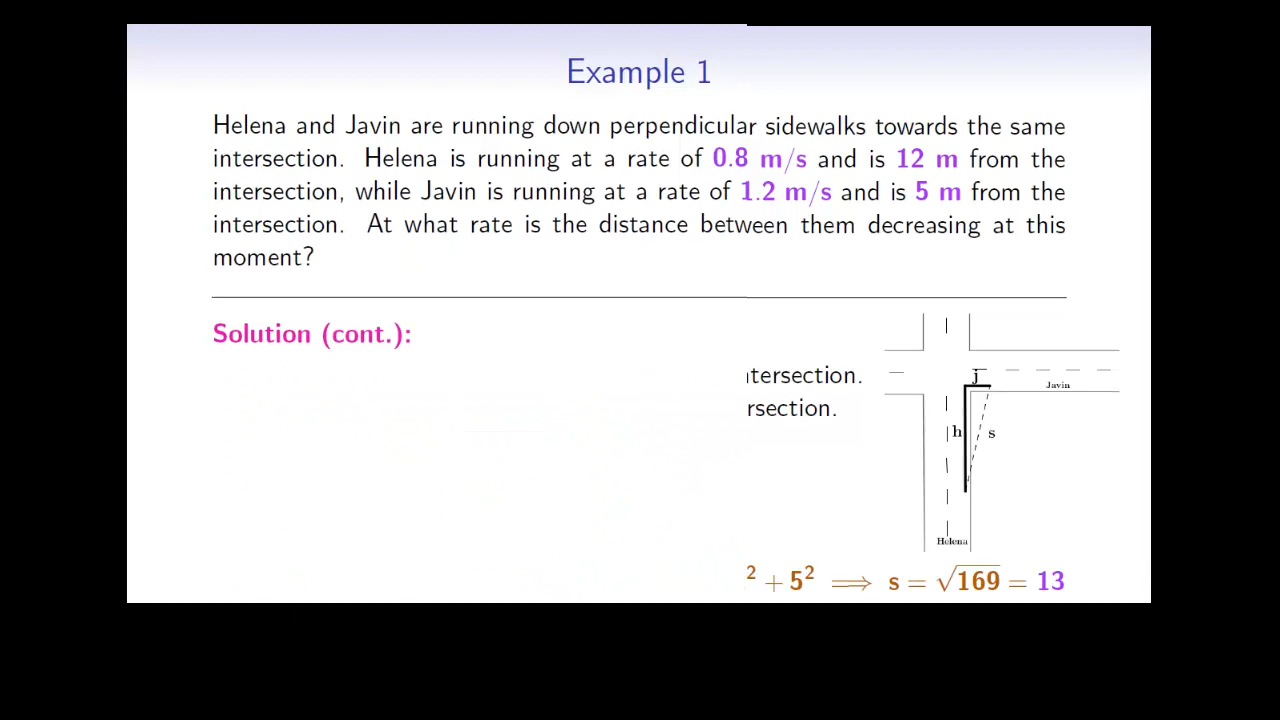 Example 1
Helena and Javin are running down perpendicular sidewalks towards the same
intersection. Helena is running at a rate of 0.8 m/s and is 12 m from the
intersection, while Javin is running at a rate of 1.2 m/s and is 5 m from the
intersection. At what rate is the distance between them decreasing at this
moment?
Solution (cont.):
ntersection.
rsection.
j
Javin
h
s
Helena
² + 5² ⟹ s = √169 = 13